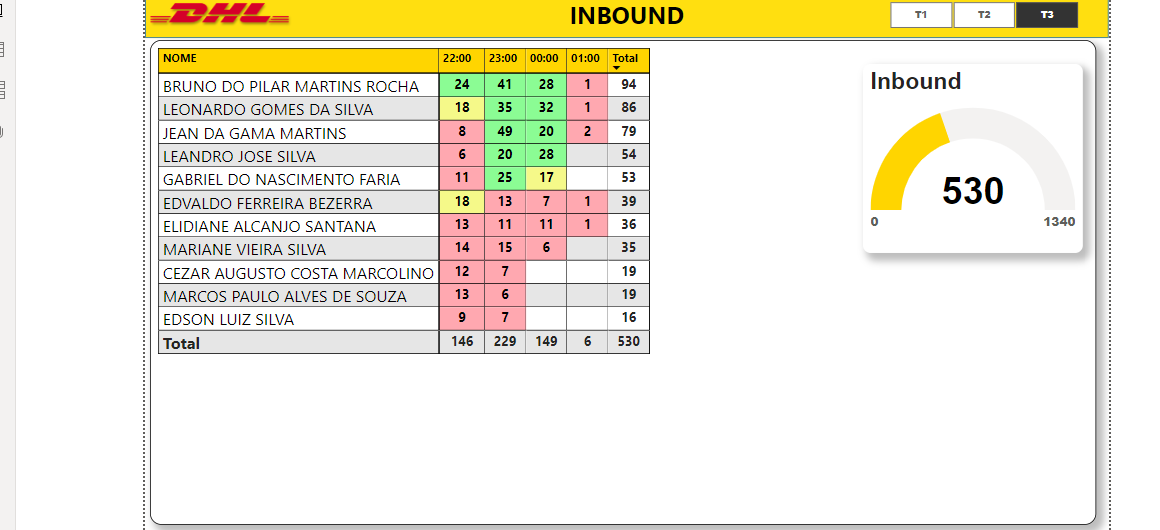 DHL INBOUND T1 T2 T3
NOME 22:00 23:00 00:00 01:00 Total
BRUNO DO PILAR MARTINS ROCHA 24 41 28 1 94
LEONARDO GOMES DA SILVA 18 35 32 1 86
JEAN DA GAMA MARTINS 8 49 20 2 79
LEANDRO JOSE SILVA 6 20 28 54
GABRIEL DO NASCIMENTO FARIA 11 25 17 53
EDVALDO FERREIRA BEZERRA 18 13 7 1 39
ELIDIANE ALCANJO SANTANA 13 11 11 1 36
MARIANE VIEIRA SILVA 14 15 6 35
CEZAR AUGUSTO COSTA MARCOLINO 12 7 19
MARCOS PAULO ALVES DE SOUZA 13 6 19
EDSON LUIZ SILVA 9 7 16
Total 146 229 149 6 530
Inbound
530
0 1340